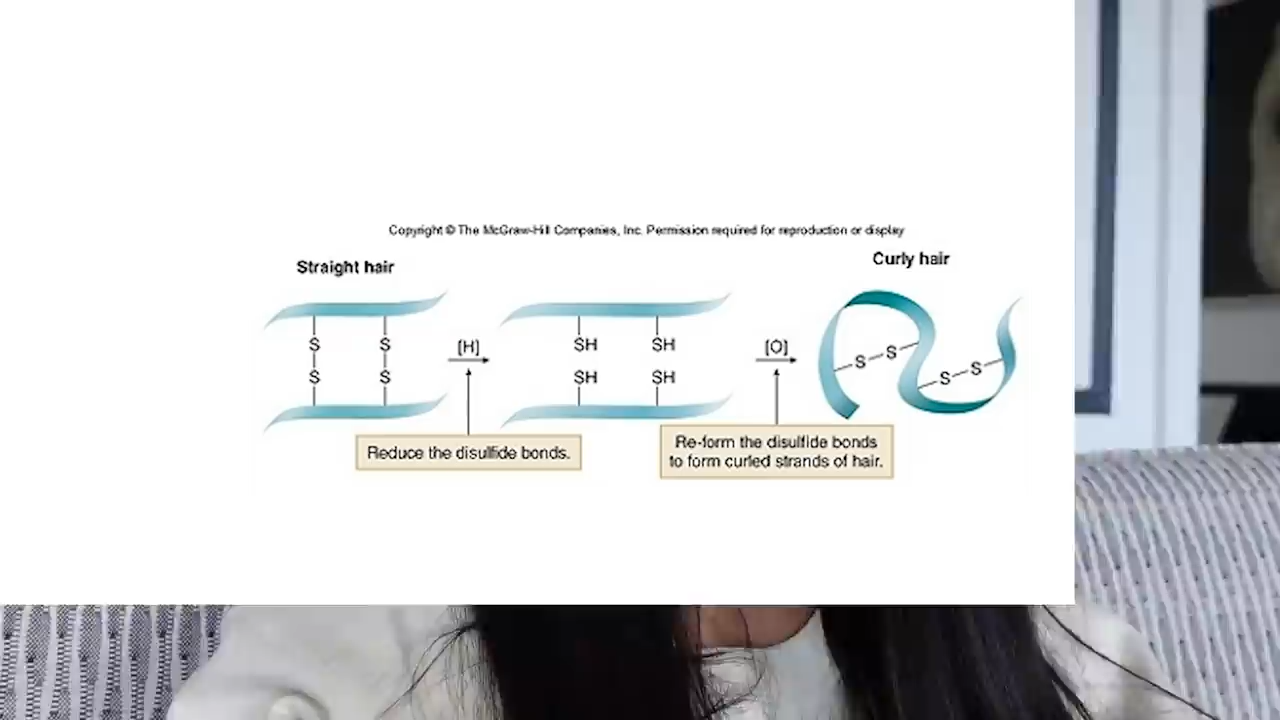 Copyright © The McGraw-Hill Companies, Inc. Permission required for reproduction or display
Straight hair
Curly hair
S S
S S
[H]
SH SH
SH SH
[O]
S S
S S
Reduce the disulfide bonds.
Re-form the disulfide bonds
to form curled strands of hair.